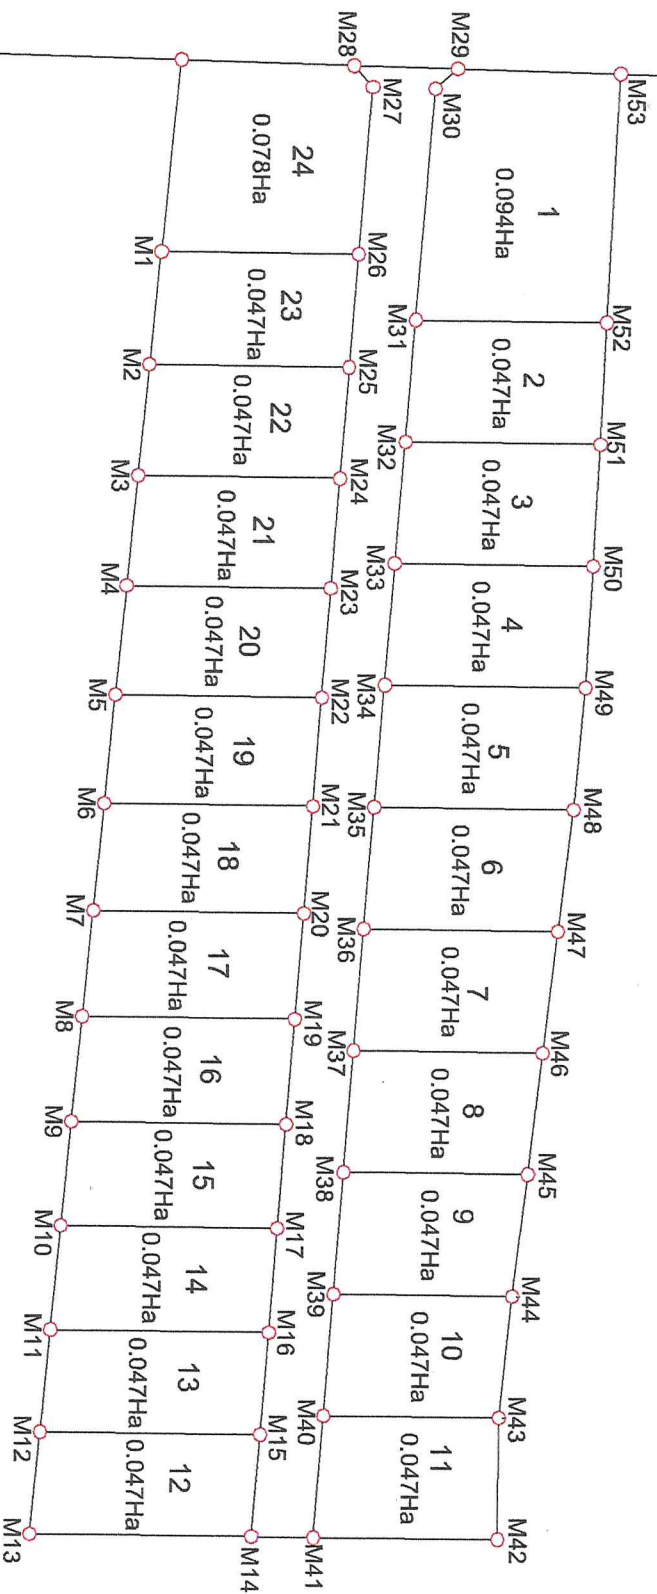 M53
M52
M51
M50
M49
M48
M47
M46
M45
M44
M43
M42
1
0.094Ha
2
0.047Ha
3
0.047Ha
4
0.047Ha
5
0.047Ha
6
0.047Ha
7
0.047Ha
8
0.047Ha
9
0.047Ha
10
0.047Ha
11
0.047Ha
M29
M30
M31
M32
M33
M34
M35
M36
M37
M38
M39
M40
M41
M28
M27
M26
M25
M24
M23
M22
M21
M20
M19
M18
M17
M16
M15
M14
24
0.078Ha
23
0.047Ha
22
0.047Ha
21
0.047Ha
20
0.047Ha
19
0.047Ha
18
0.047Ha
17
0.047Ha
16
0.047Ha
15
0.047Ha
14
0.047Ha
13
0.047Ha
12
0.047Ha
M1
M2
M3
M4
M5
M6
M7
M8
M9
M10
M11
M12
M13